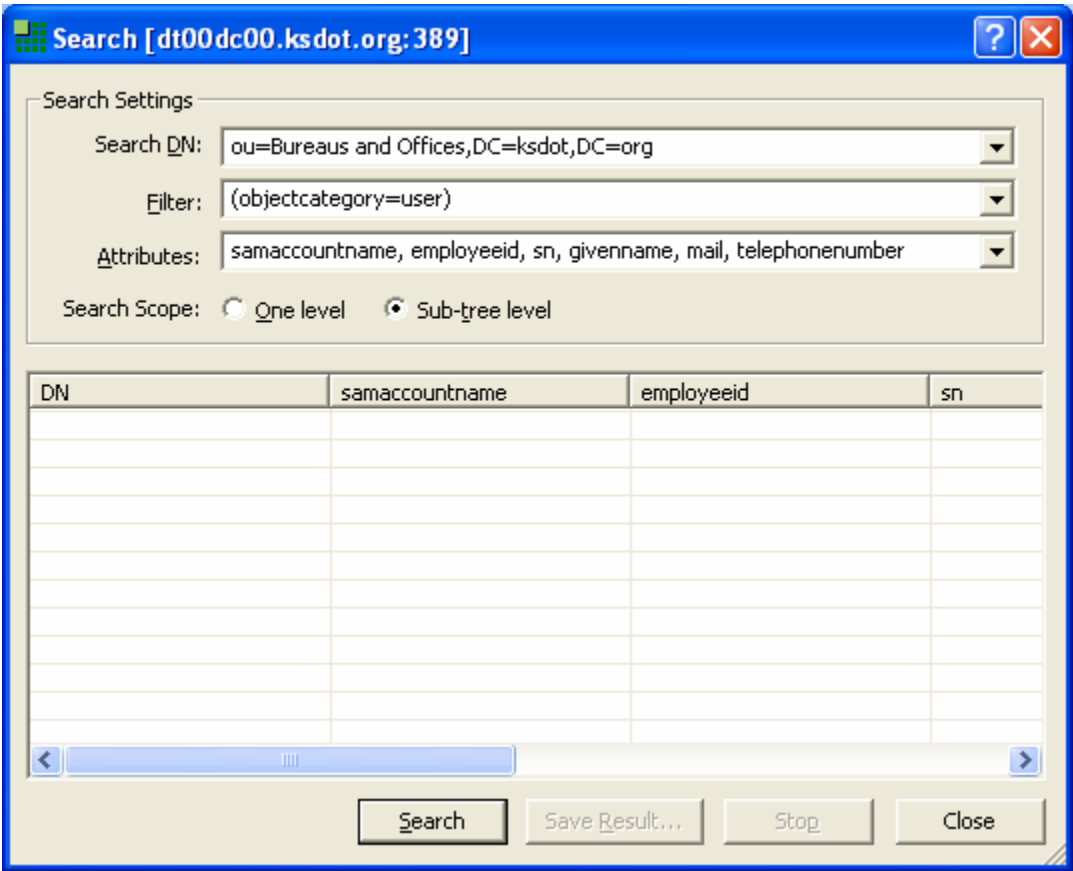 Search [dt00dc00.ksdot.org:389]
Search Settings
Search DN: ou=Bureaus and Offices,DC=ksdot,DC=org
Filter: (objectcategory=user)
Attributes: samaccountname, employeeid, sn, givenname, mail, telephonenumber
Search Scope: One level Sub-tree level
DN samaccountname employeeid sn
Search Save Result... Stop Close